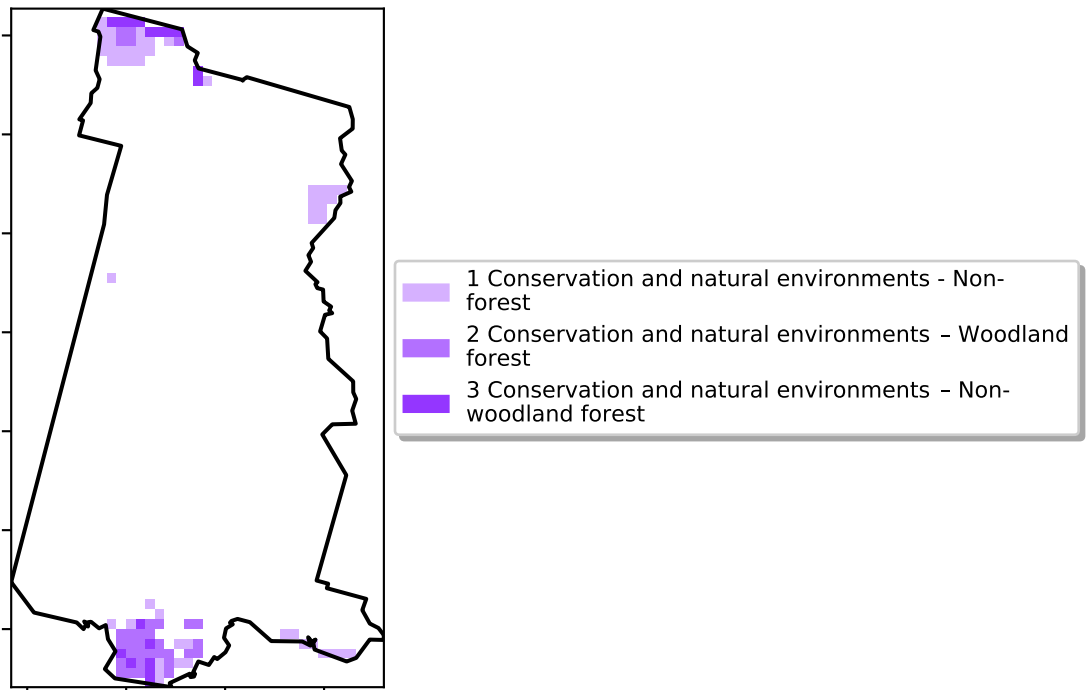 1 Conservation and natural environments - Non-
forest
2 Conservation and natural environments – Woodland
forest
3 Conservation and natural environments – Non-
woodland forest